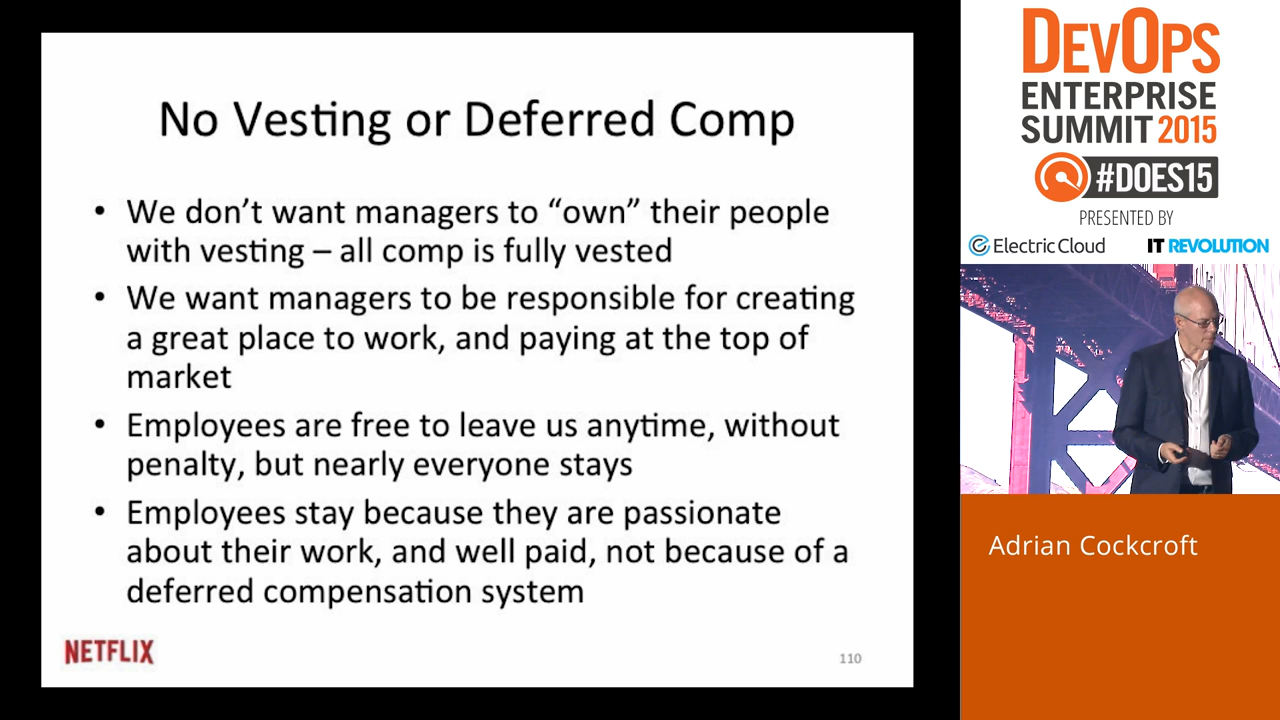 No Vesting or Deferred Comp
• We don’t want managers to “own” their people
with vesting – all comp is fully vested
• We want managers to be responsible for creating
a great place to work, and paying at the top of
market
• Employees are free to leave us anytime, without
penalty, but nearly everyone stays
• Employees stay because they are passionate
about their work, and well paid, not because of a
deferred compensation system
NETFLIX
110
DEVOPS
ENTERPRISE
SUMMIT 2015
#DOES15
PRESENTED BY
Electric Cloud
IT REVOLUTION
Adrian Cockcroft